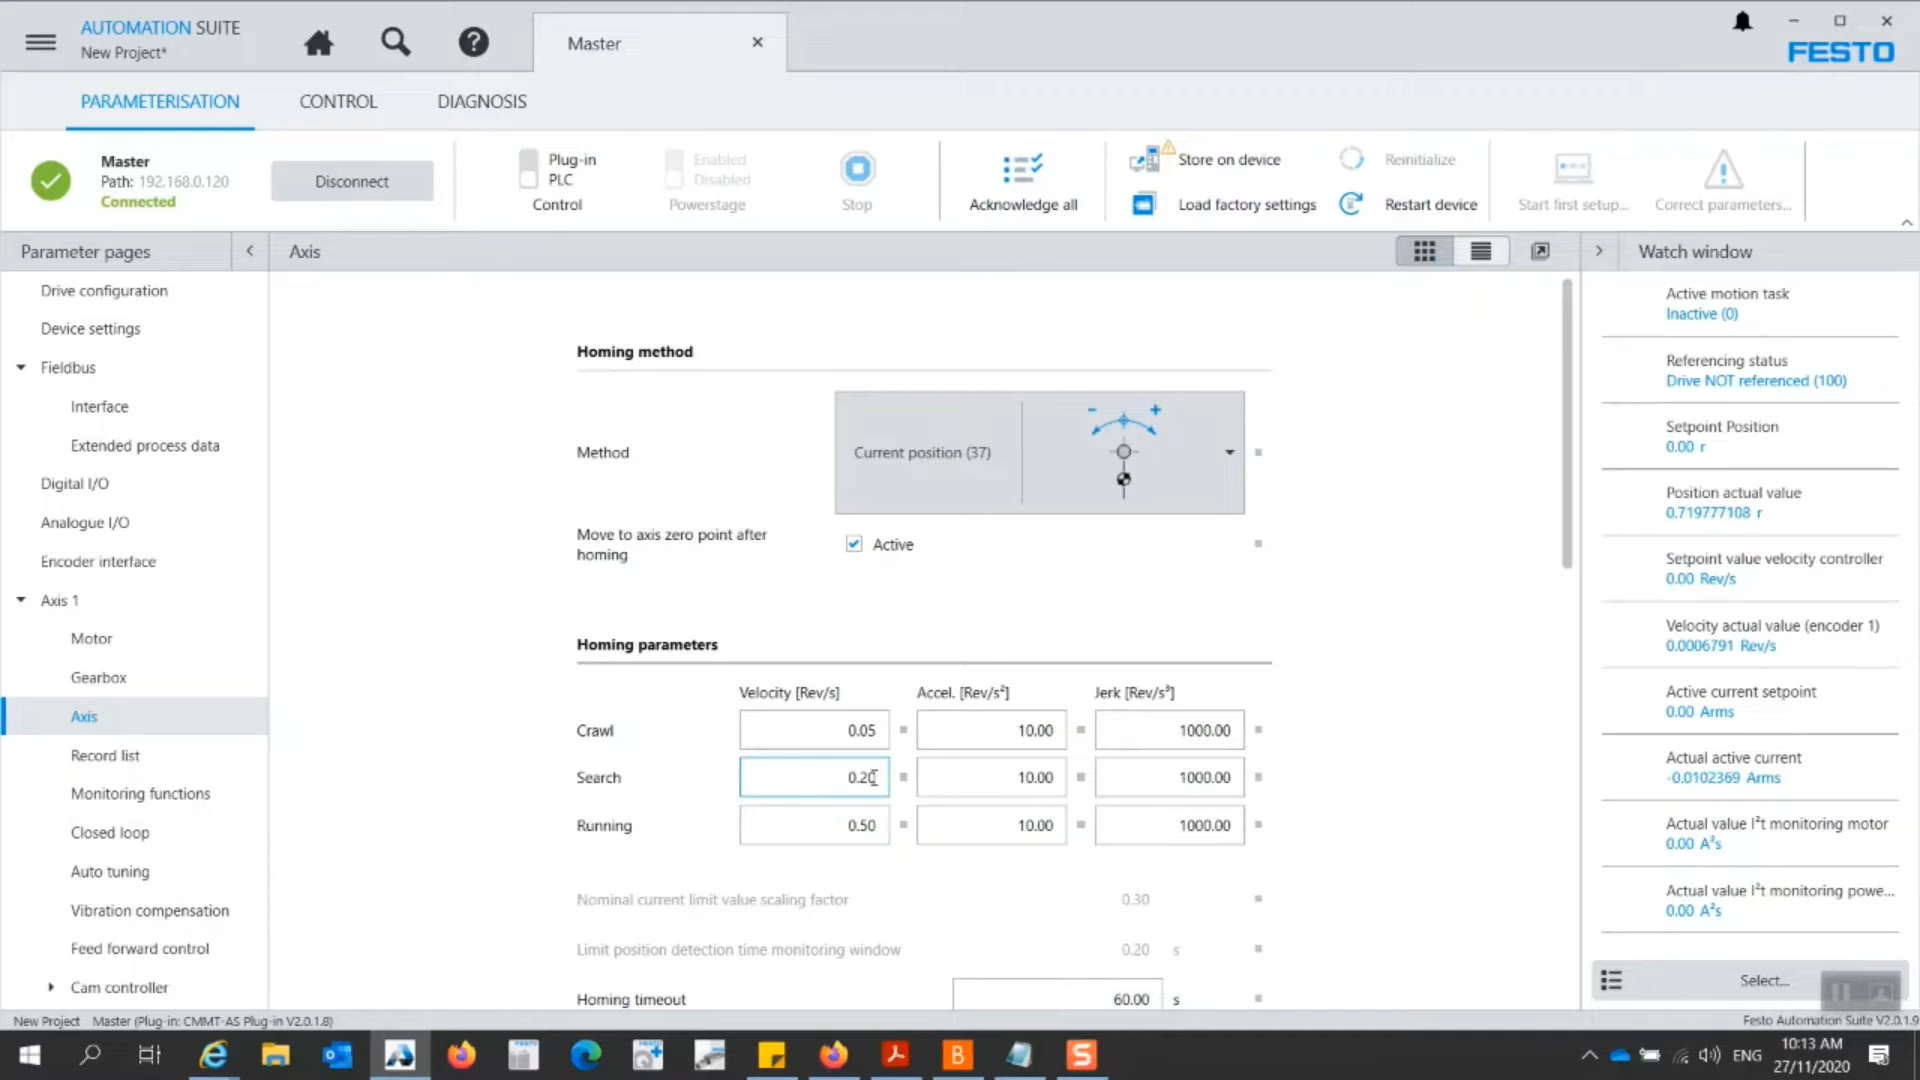 AUTOMATION SUITE
New Project*
Master
FESTO
PARAMETERISATION
CONTROL
DIAGNOSIS
Master
Path: 192.168.0.120
Connected
Disconnect
Plug-in
PLC
Control
Enabled
Disabled
Powerstage
Stop
Acknowledge all
Store on device
Load factory settings
Reinitialize
Restart device
Start first setup...
Correct parameters...
Parameter pages
Axis
Watch window
Drive configuration
Device settings
Fieldbus
Interface
Extended process data
Digital I/O
Analogue I/O
Encoder interface
Axis 1
Motor
Gearbox
Axis
Record list
Monitoring functions
Closed loop
Auto tuning
Vibration compensation
Feed forward control
Cam controller
Homing method
Method
Current position (37)
- +
Move to axis zero point after
homing
Active
Homing parameters
Velocity [Rev/s] Accel. [Rev/s²] Jerk [Rev/s³]
Crawl 0.05 10.00 1000.00
Search 0.20 10.00 1000.00
Running 0.50 10.00 1000.00
Nominal current limit value scaling factor 0.30
Limit position detection time monitoring window 0.20 s
Homing timeout 60.00 s
Active motion task
Inactive (0)
Referencing status
Drive NOT referenced (100)
Setpoint Position
0.00 r
Position actual value
0.719777108 r
Setpoint value velocity controller
0.00 Rev/s
Velocity actual value (encoder 1)
0.0006791 Rev/s
Active current setpoint
0.00 Arms
Actual active current
-0.0102369 Arms
Actual value I²t monitoring motor
0.00 A²s
Actual value I²t monitoring powe...
0.00 A²s
Select...
New Project Master (Plug-in: CMMT-AS Plug-in V2.0.1.8)
Festo Automation Suite V2.0.1.9
ENG
10:13 AM
27/11/2020